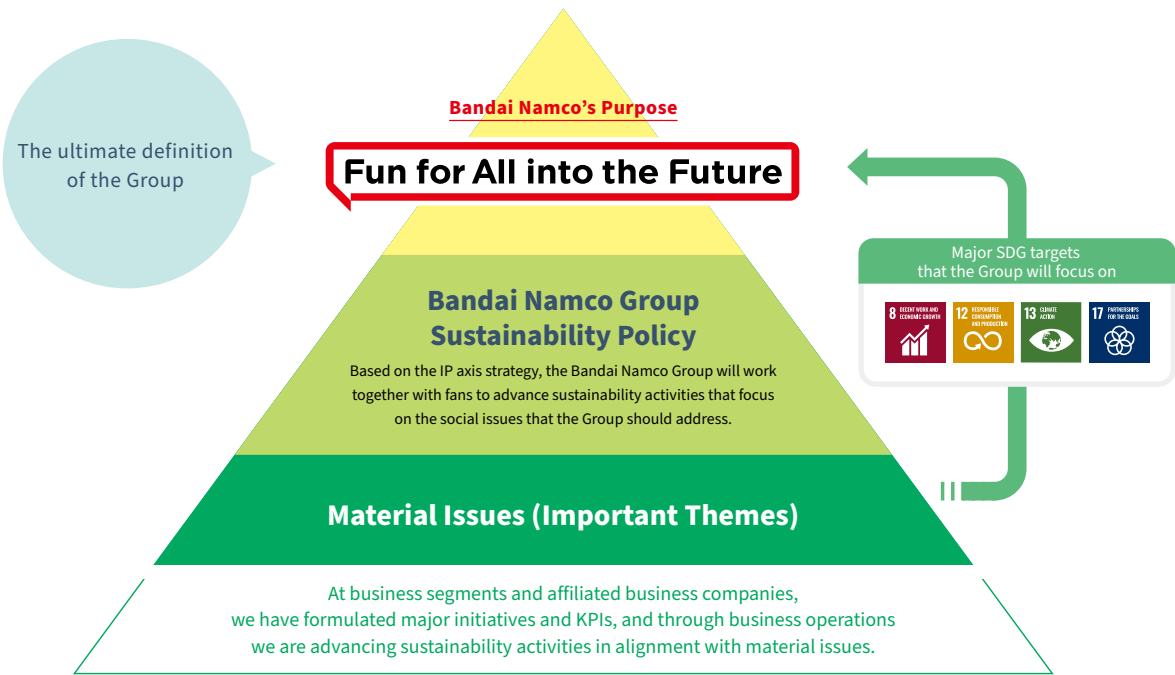 The ultimate definition
of the Group
Bandai Namco’s Purpose
Fun for All into the Future
Major SDG targets
that the Group will focus on
8 DECENT WORK AND
ECONOMIC GROWTH
12 RESPONSIBLE
CONSUMPTION
AND PRODUCTION
13 CLIMATE
ACTION
17 PARTNERSHIPS
FOR THE GOALS
Bandai Namco Group
Sustainability Policy
Based on the IP axis strategy, the Bandai Namco Group will work
together with fans to advance sustainability activities that focus
on the social issues that the Group should address.
Material Issues (Important Themes)
At business segments and affiliated business companies,
we have formulated major initiatives and KPIs, and through business operations
we are advancing sustainability activities in alignment with material issues.